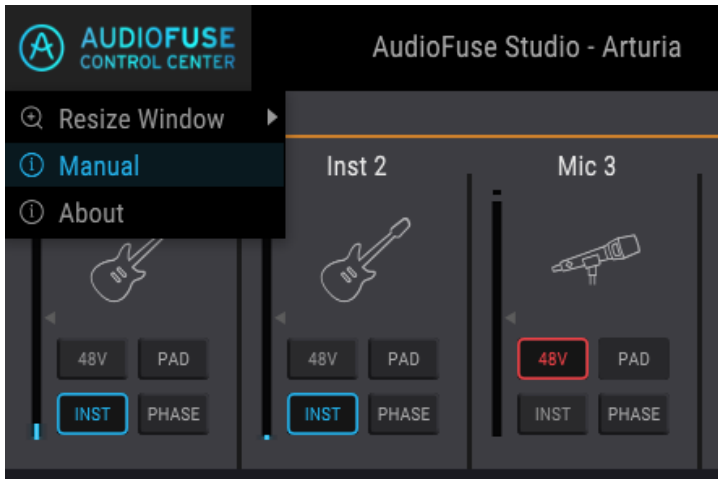 AUDIOFUSE
CONTROL CENTER
AudioFuse Studio - Arturia
Resize Window
Manual
About
Inst 2
Mic 3
48V PAD
INST PHASE
48V PAD
INST PHASE
48V PAD
INST PHASE